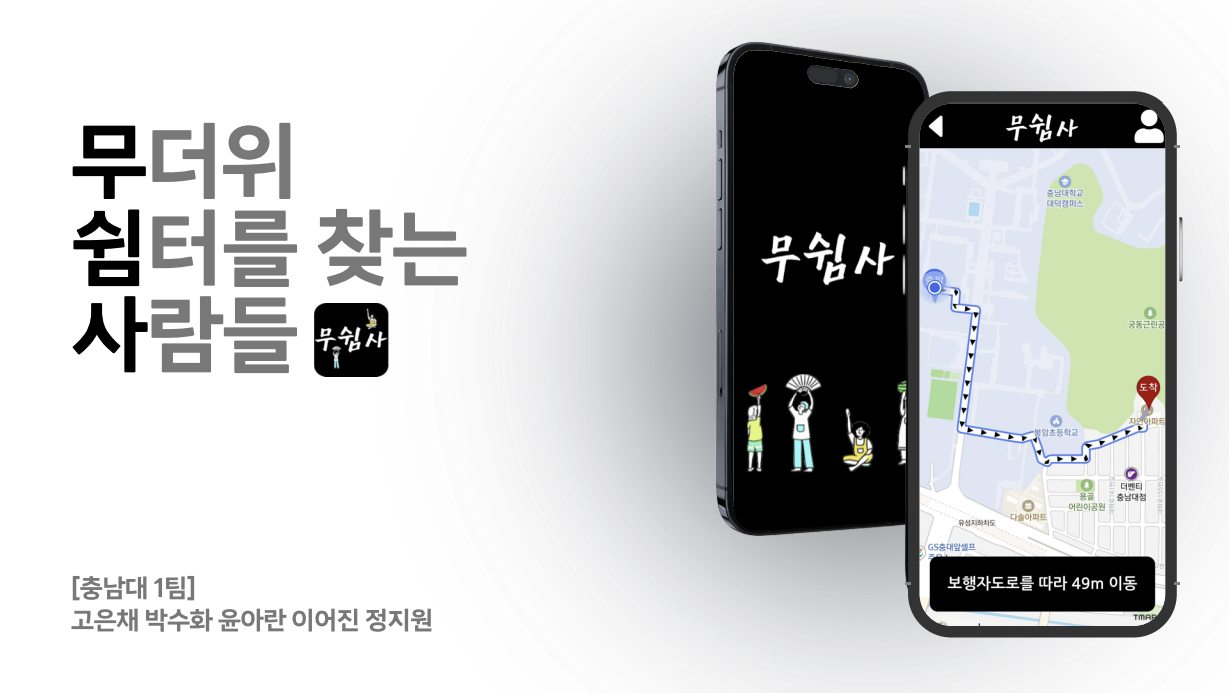 무더위
쉼터를 찾는
사람들
무쉼사
[충남대 1팀]
고은채 박수화 윤아란 이어진 정지원
무쉼사
무쉼사
충남대학교
대덕캠퍼스
궁동근린공
도착
봉암초등학교
더벤티
충남대점
용골
어린이공원
다솔아파트
유성지하차도
GS충대앞셀프
보행자도로를 따라 49m 이동